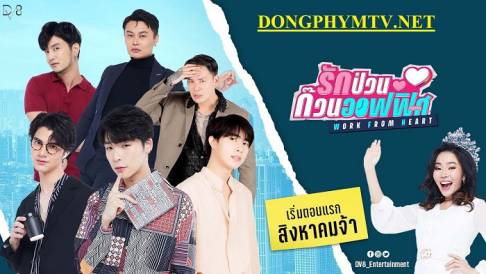 DV8
DONGPHYMTV.NET
รักป่วน
ก๊วนออฟฟิศ
WORK FROM HEART
เริ่มตอนแรก
สิงหาคมจ้า
DV8_Entertainment